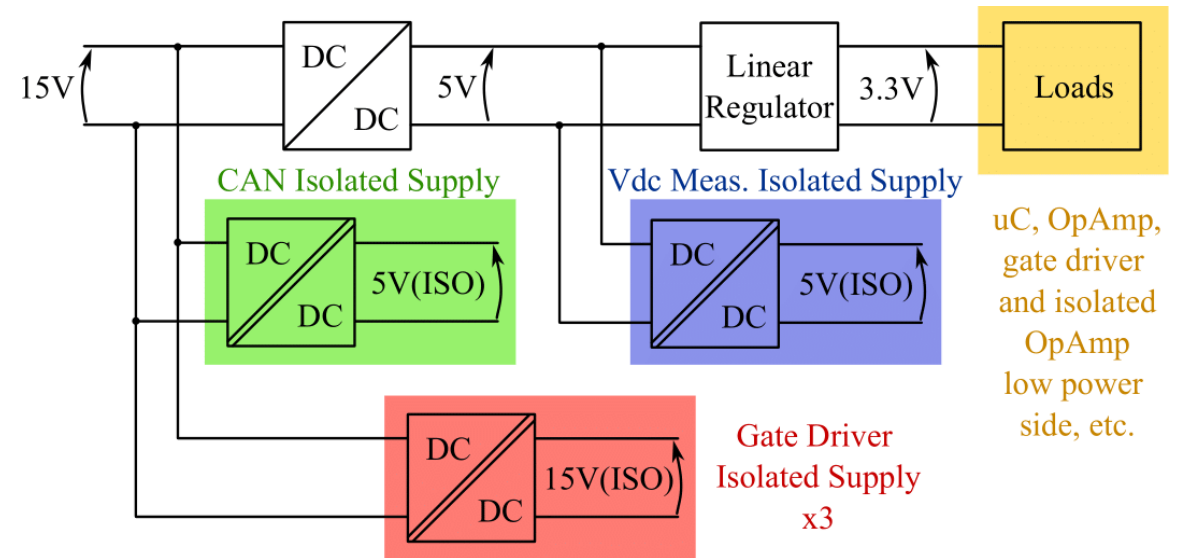 15V
DC
DC
5V
Linear
Regulator
3.3V
Loads
CAN Isolated Supply
DC
DC
5V(ISO)
Vdc Meas. Isolated Supply
DC
DC
5V(ISO)
uC, OpAmp,
gate driver
and isolated
OpAmp
low power
side, etc.
DC
DC
15V(ISO)
Gate Driver
Isolated Supply
x3